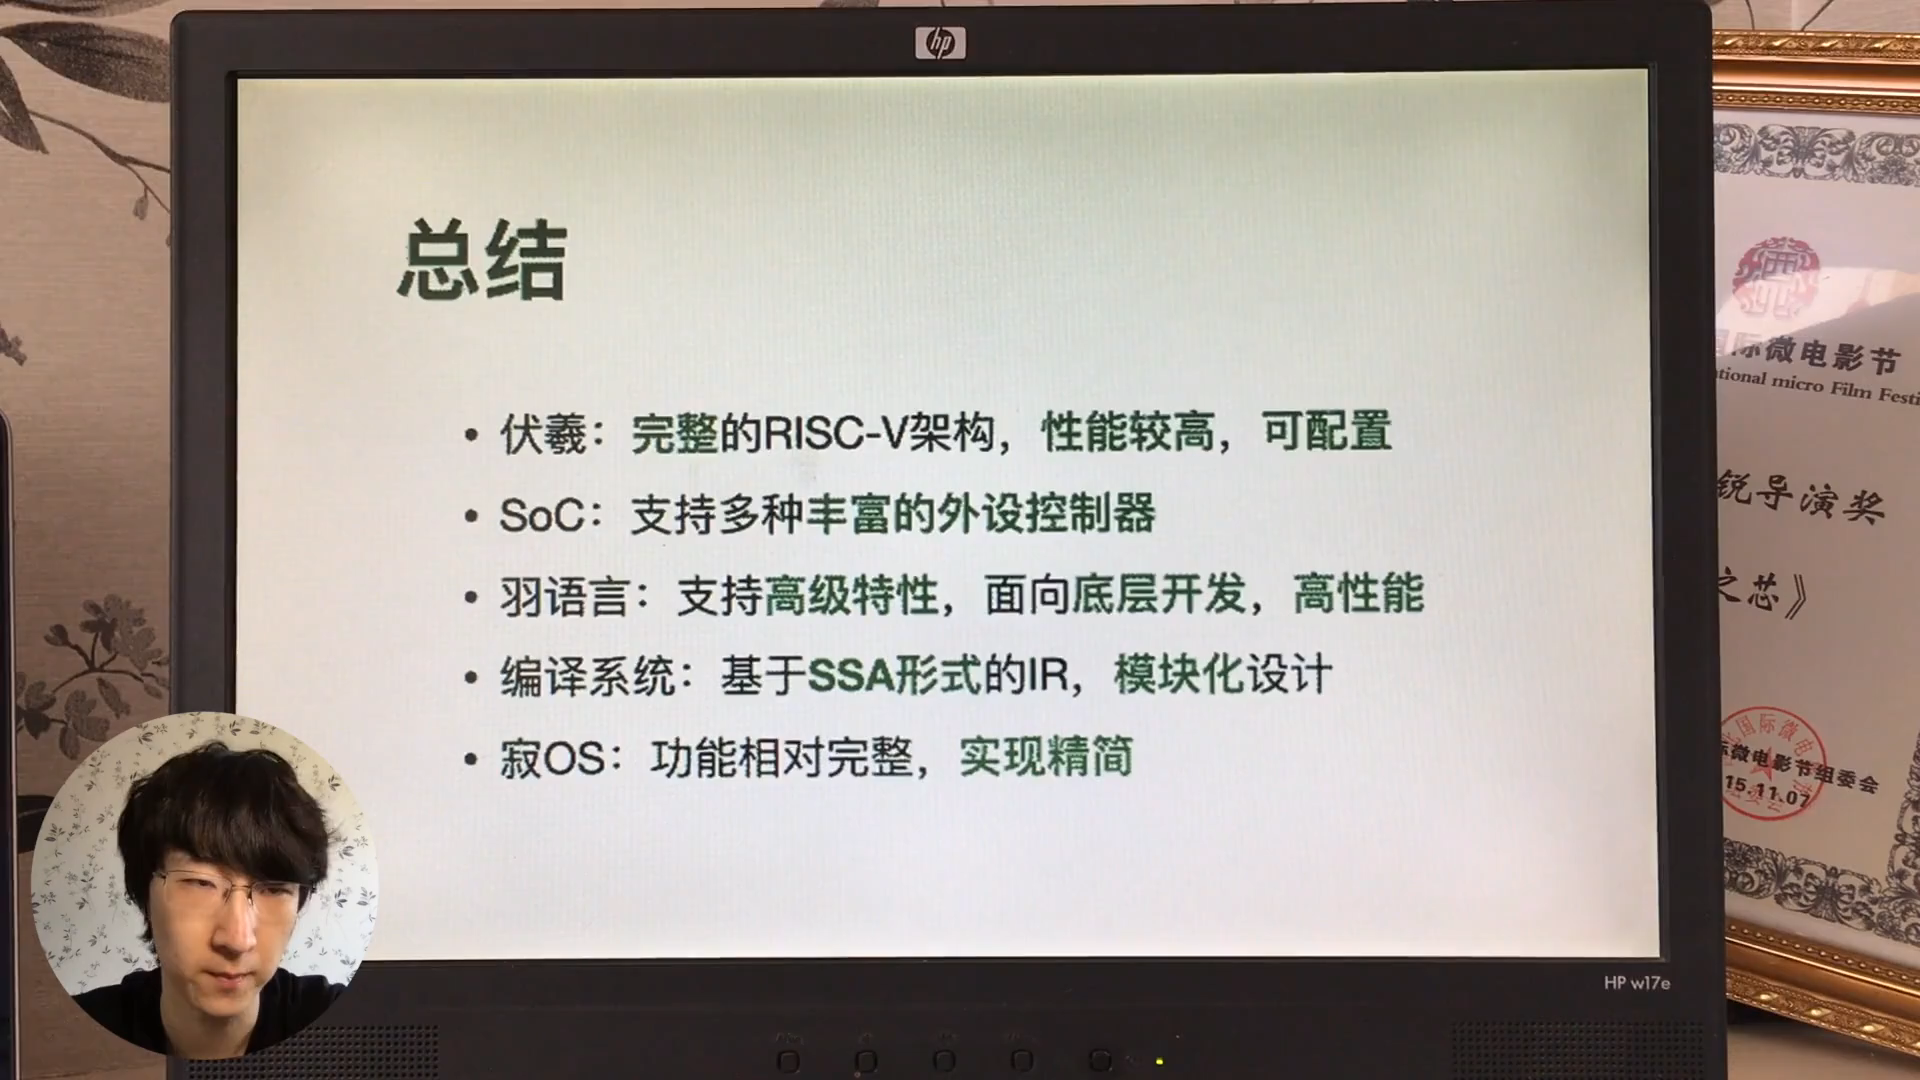 hp
总结
• 伏羲：完整的RISC-V架构，性能较高，可配置
• SoC：支持多种丰富的外设控制器
• 羽语言：支持高级特性，面向底层开发，高性能
• 编译系统：基于SSA形式的IR，模块化设计
• 寂OS：功能相对完整，实现精简
HP w17e
国际微电影节
tional micro Film Festi
锐导演奖
之芯》
国际微电
际微电影节组委会
15.11.07